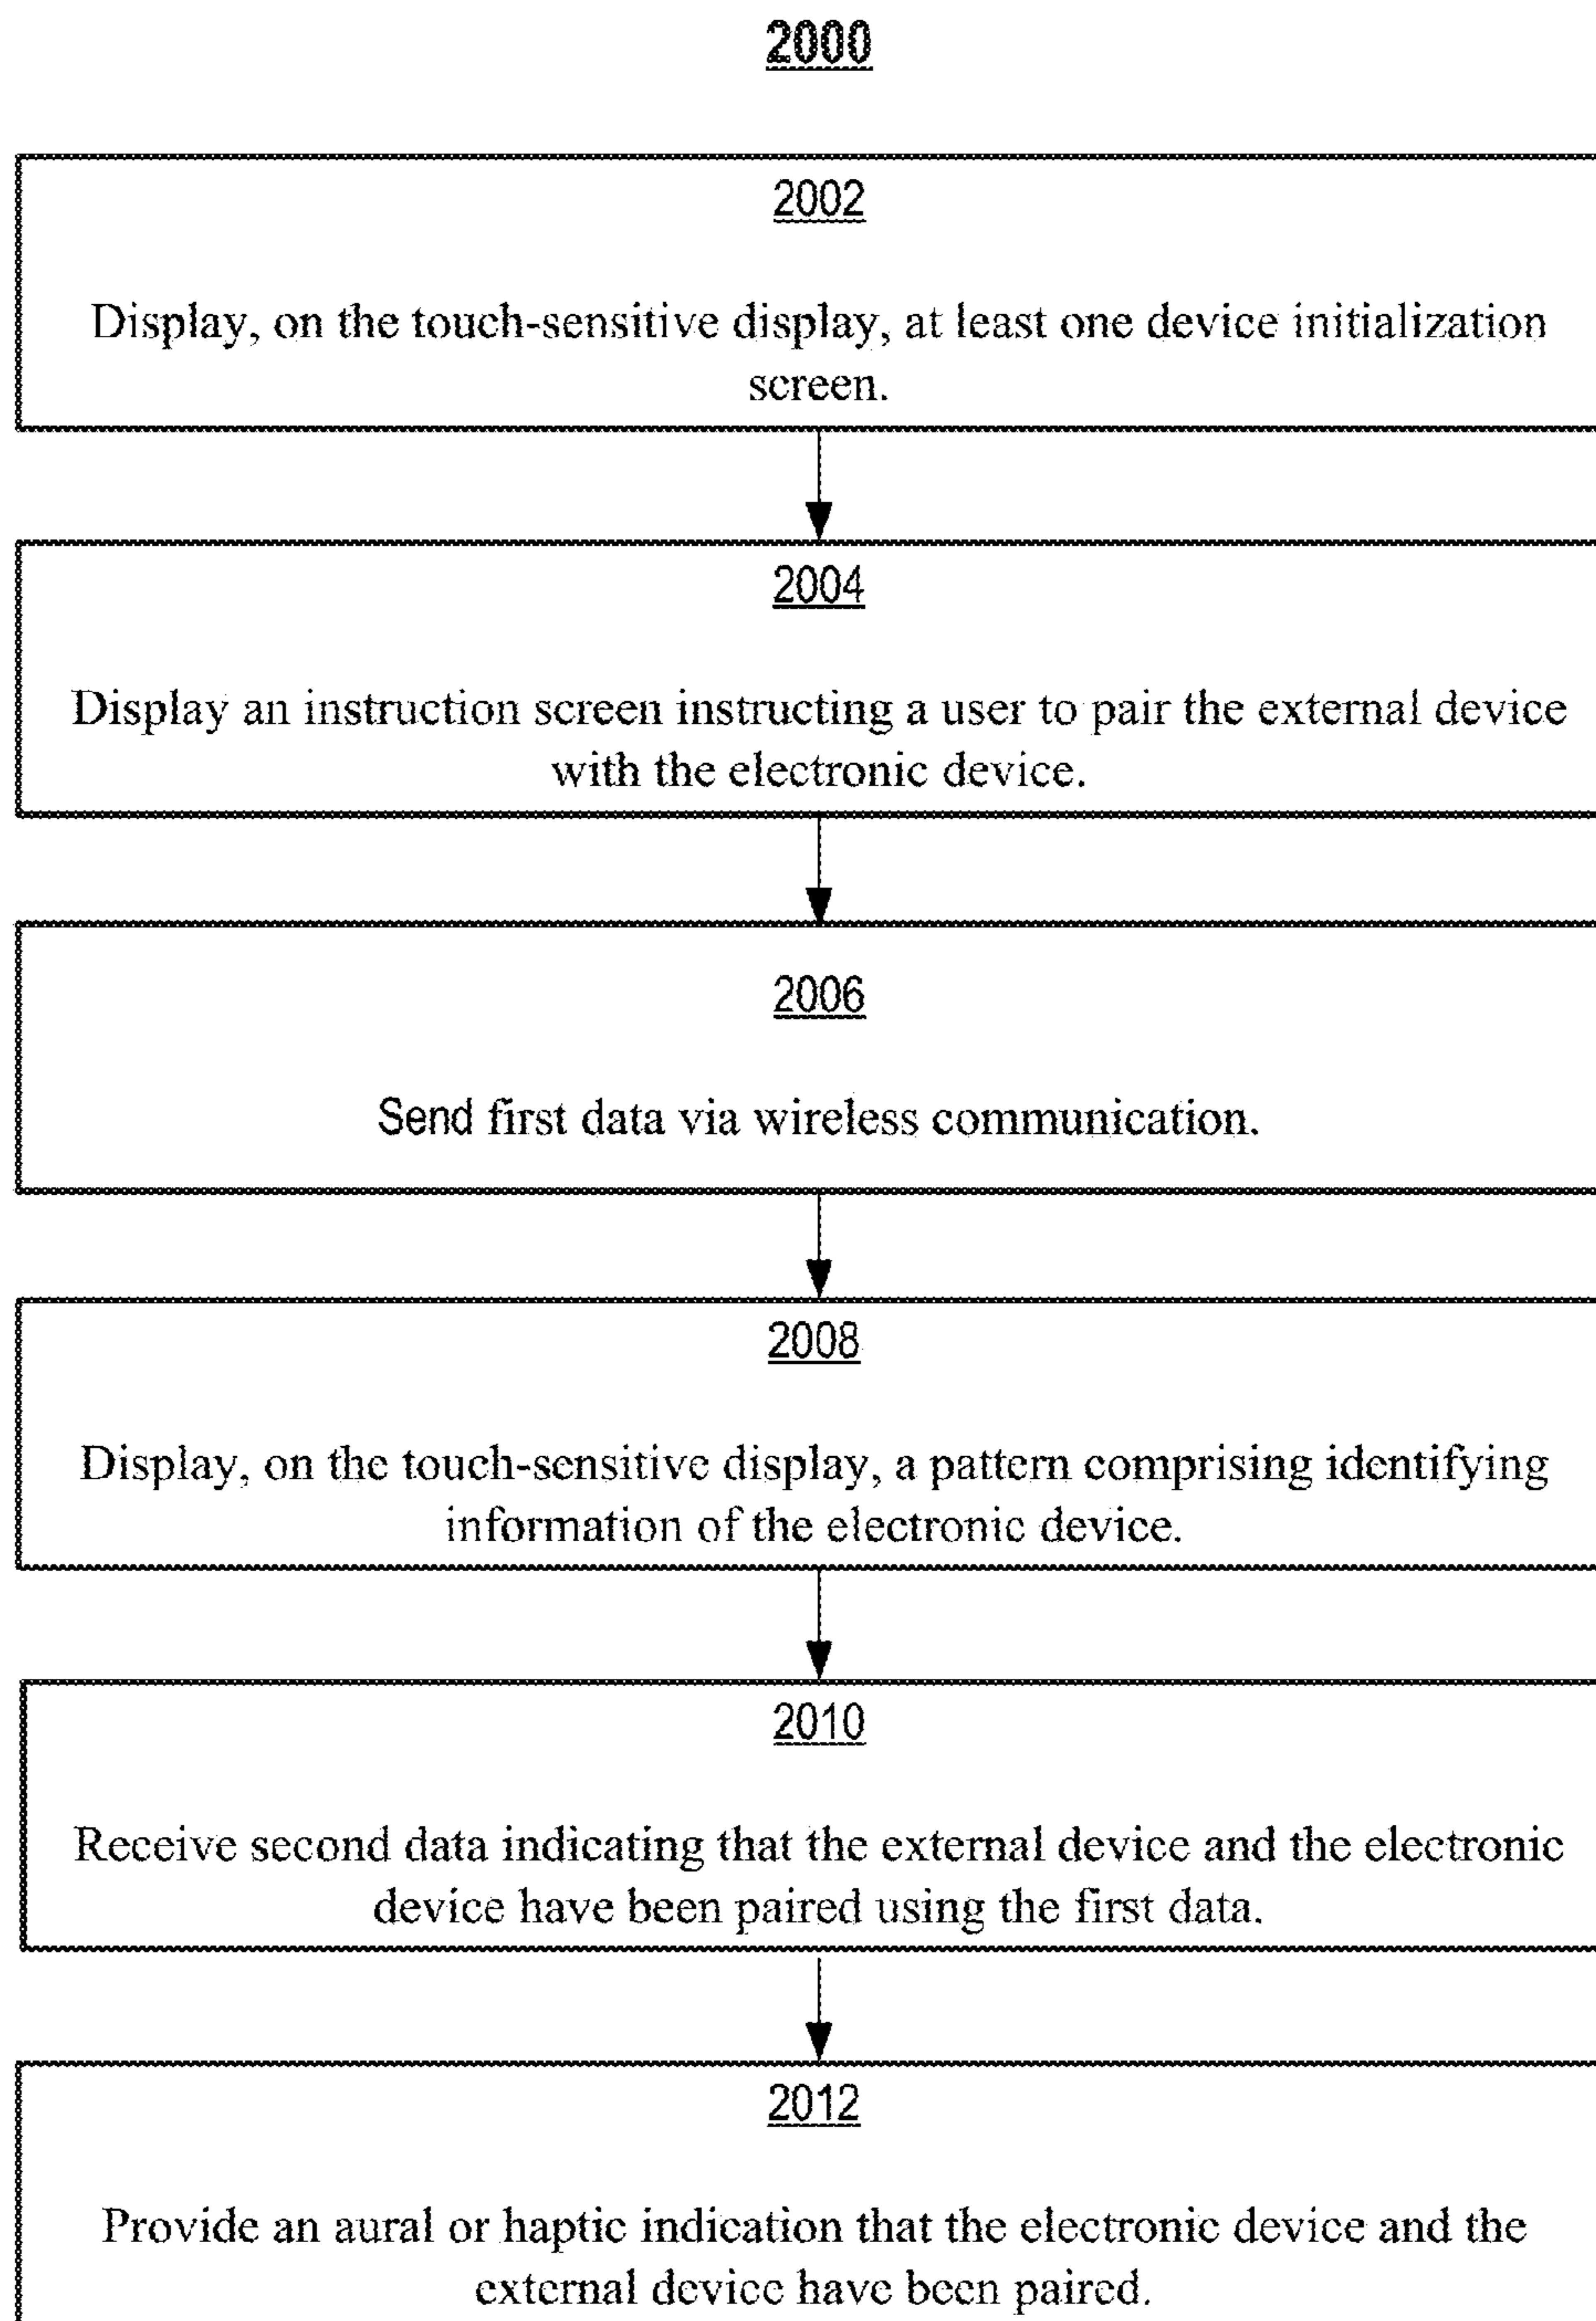 2000
2002
Display, on the touch-sensitive display, at least one device initialization
screen.
2004
Display an instruction screen instructing a user to pair the external device
with the electronic device.
2006
Send first data via wireless communication.
2008
Display, on the touch-sensitive display, a pattern comprising identifying
information of the electronic device.
2010
Receive second data indicating that the external device and the electronic
device have been paired using the first data.
2012
Provide an aural or haptic indication that the electronic device and the
external device have been paired.